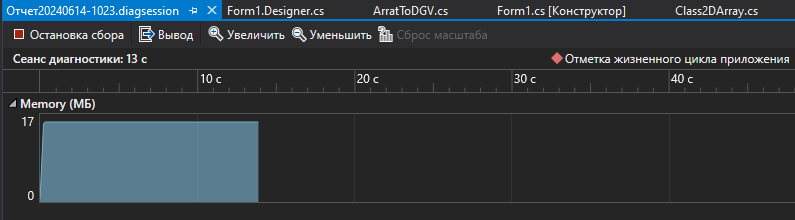 Отчет20240614-1023.diagsession Form1.Designer.cs ArratToDGV.cs Form1.cs [Конструктор] Class2DArray.cs
Остановка сбора Вывод Увеличить Уменьшить Сброс масштаба
Сеанс диагностики: 13 с Отметка жизненного цикла приложения
10 с 20 с 30 с 40 с
Memory (МБ)
17
0